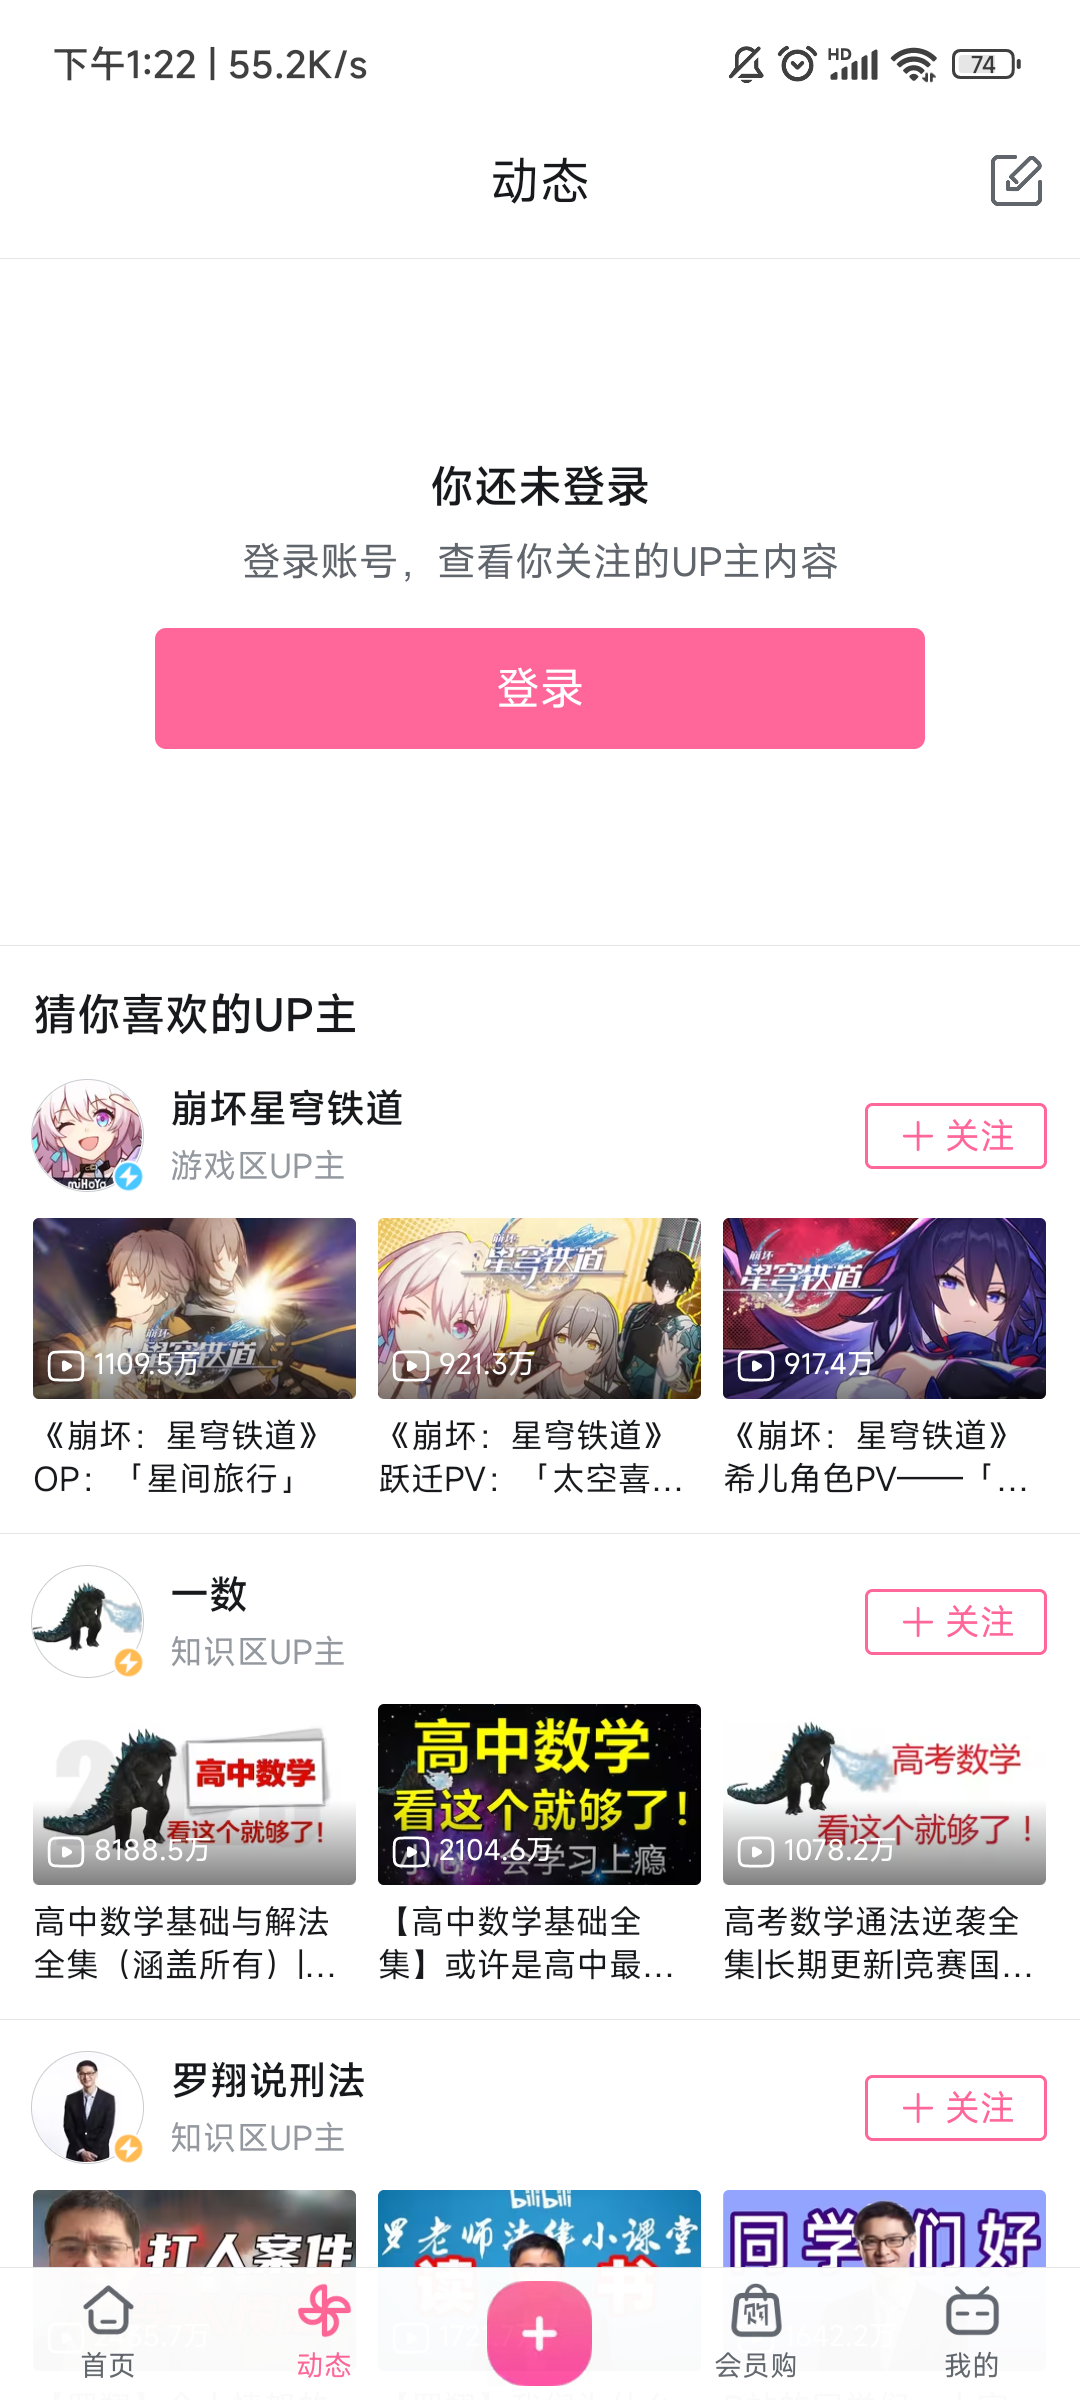 下午1:22 | 55.2K/s
HD
74
动态
你还未登录
登录账号，查看你关注的UP主内容
登录
猜你喜欢的UP主
崩坏星穹铁道
游戏区UP主
miHoYo
＋ 关注
崩坏
星穹铁道
1109.5万
崩坏
星穹铁道
921.3万
崩坏
星穹铁道
917.4万
《崩坏：星穹铁道》
OP：「星间旅行」
《崩坏：星穹铁道》
跃迁PV：「太空喜...
《崩坏：星穹铁道》
希儿角色PV——「...
一数
知识区UP主
＋ 关注
高中数学
看这个就够了！
8188.5万
高中数学
看这个就够了！
小心，会学习上瘾
2104.6万
高考数学
看这个就够了！
1078.2万
高中数学基础与解法
全集（涵盖所有）|...
【高中数学基础全
集】或许是高中最...
高考数学通法逆袭全
集|长期更新|竞赛国...
罗翔说刑法
知识区UP主
＋ 关注
打人案件
bilibili
罗老师法律小课堂
读书
同学们好
642.2万
首页
动态
会员购
我的